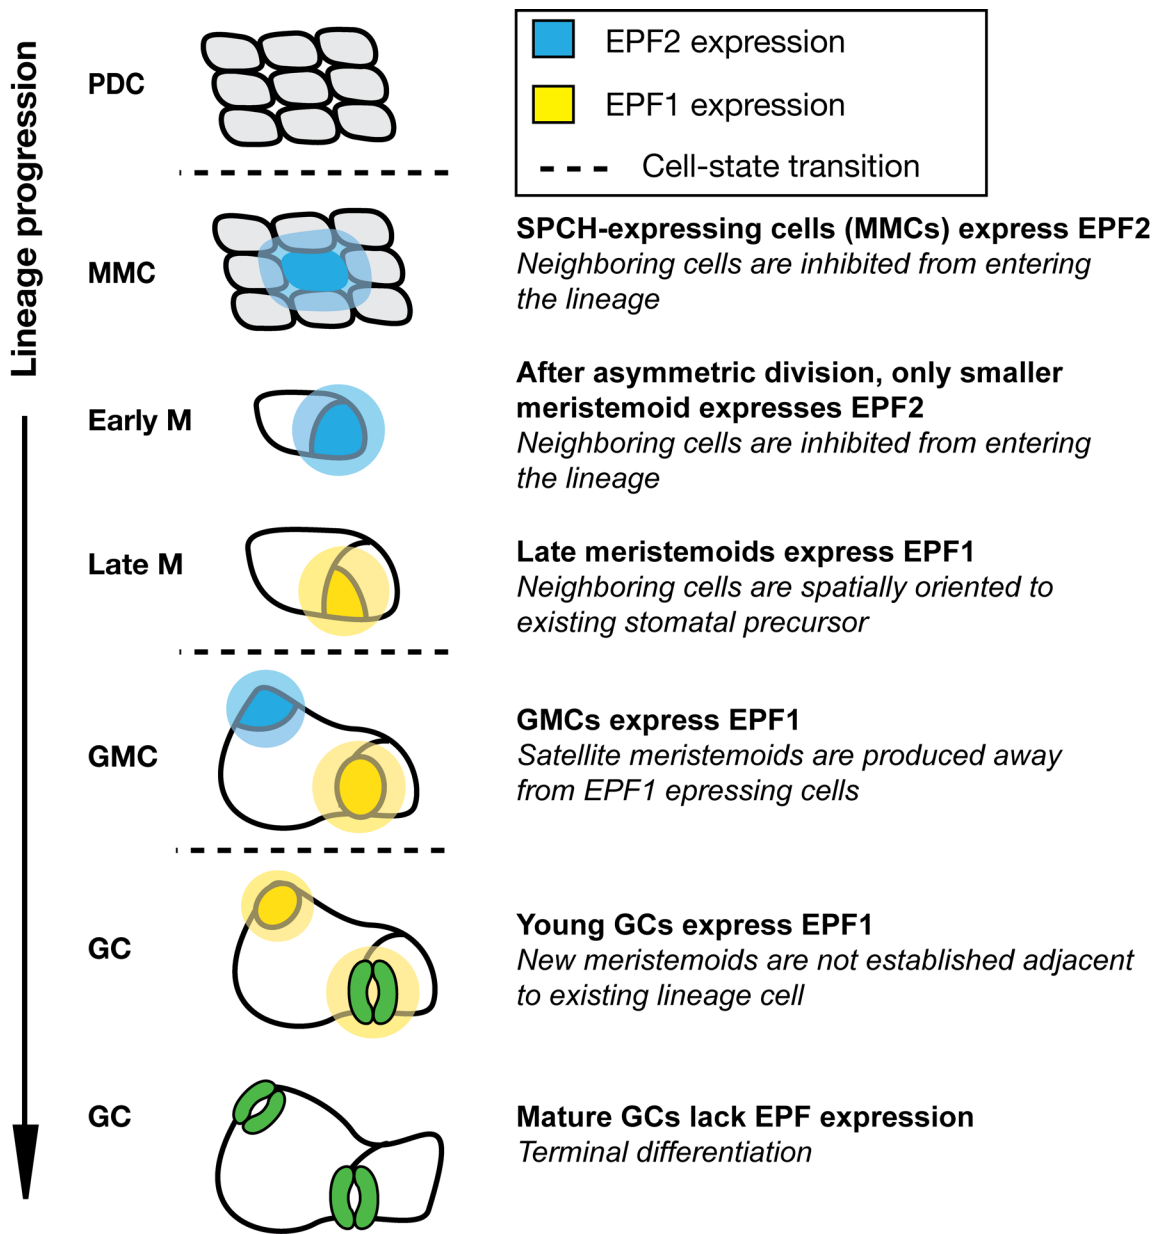 Lineage progression
EPF2 expression
EPF1 expression
Cell-state transition
PDC
MMC
SPCH-expressing cells (MMCs) express EPF2
Neighboring cells are inhibited from entering
the lineage
Early M
After asymmetric division, only smaller
meristemoid expresses EPF2
Neighboring cells are inhibited from entering
the lineage
Late M
Late meristemoids express EPF1
Neighboring cells are spatially oriented to
existing stomatal precursor
GMC
GMCs express EPF1
Satellite meristemoids are produced away
from EPF1 epressing cells
GC
Young GCs express EPF1
New meristemoids are not established adjacent
to existing lineage cell
GC
Mature GCs lack EPF expression
Terminal differentiation